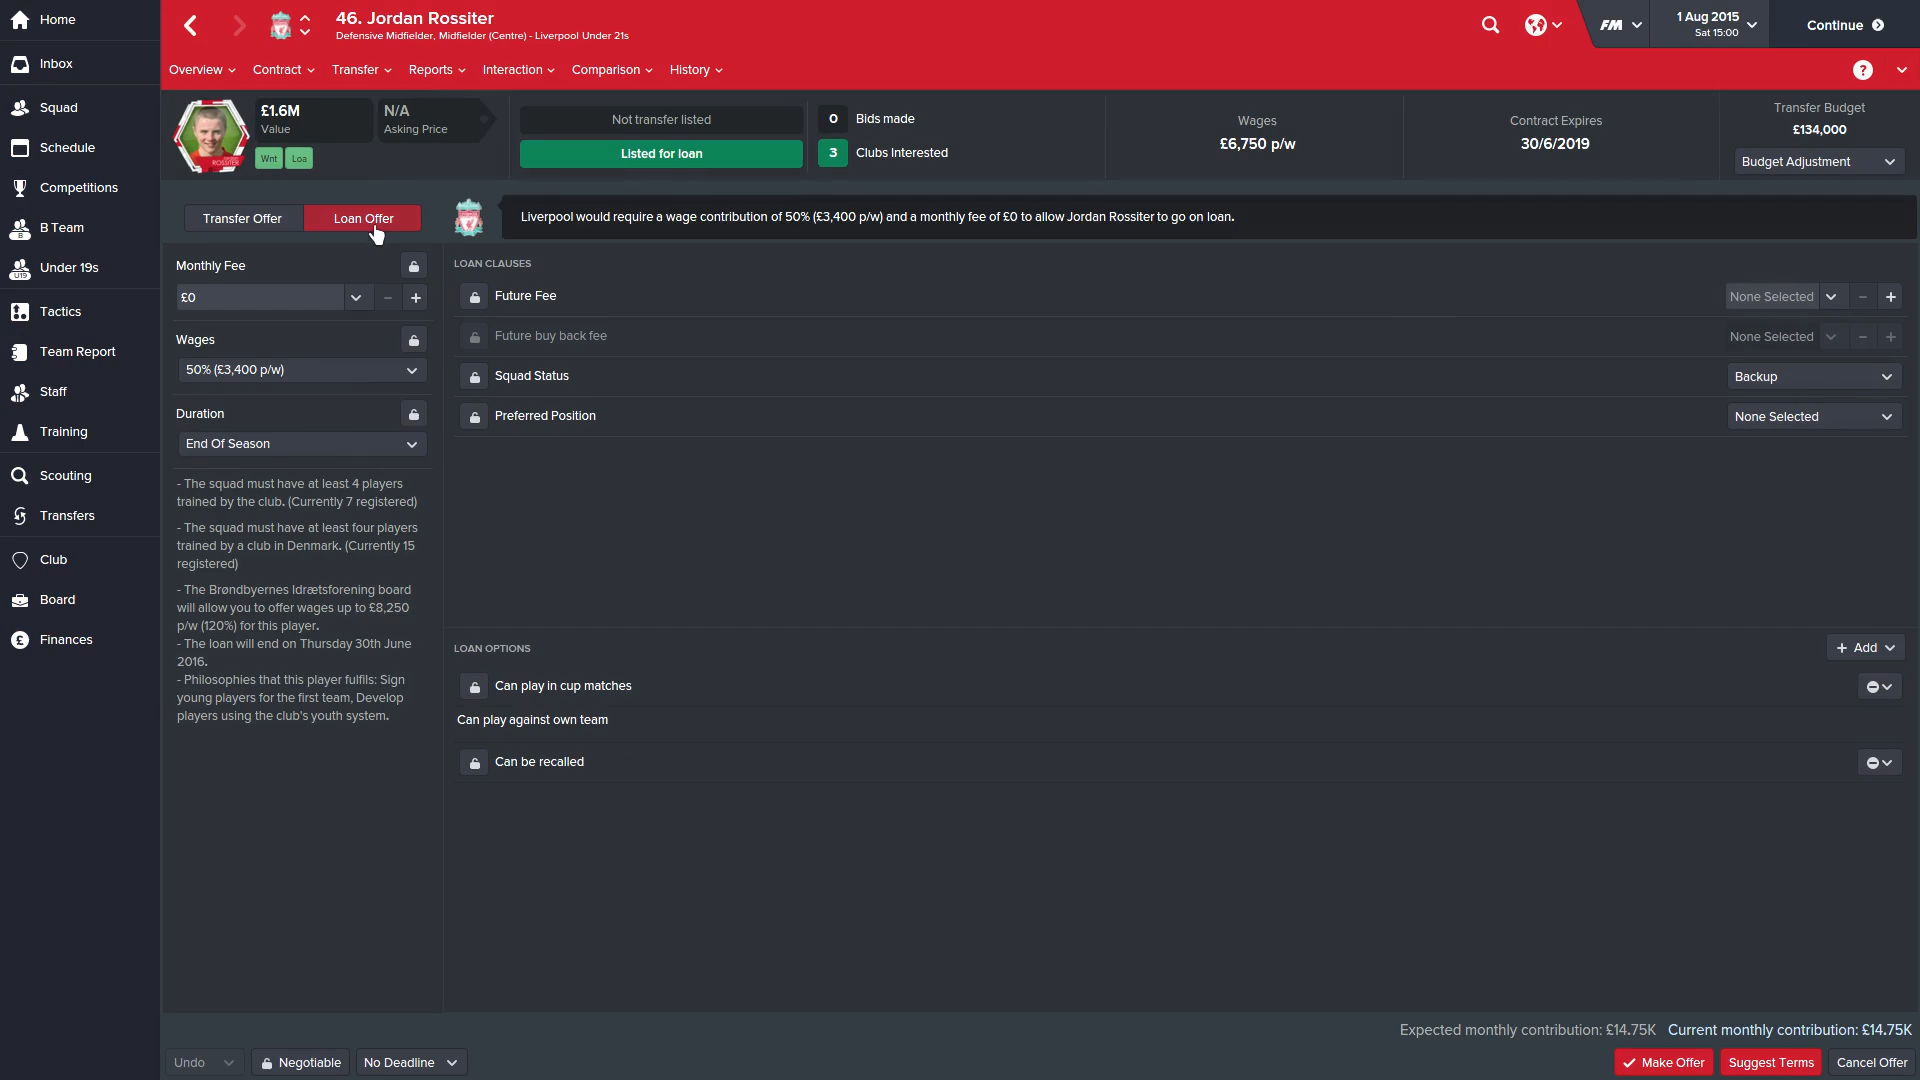 Home
Inbox
Squad
Schedule
Competitions
B Team
Under 19s
Tactics
Team Report
Staff
Training
Scouting
Transfers
Club
Board
Finances
46. Jordan Rossiter
Defensive Midfielder, Midfielder (Centre) - Liverpool Under 21s
FM
1 Aug 2015
Sat 15:00
Continue
Overview
Contract
Transfer
Reports
Interaction
Comparison
History
?
£1.6M
Value
N/A
Asking Price
Wnt
Loa
ROSSITER
Not transfer listed
Listed for loan
0 Bids made
3 Clubs Interested
Wages
£6,750 p/w
Contract Expires
30/6/2019
Transfer Budget
£134,000
Budget Adjustment
Transfer Offer
Loan Offer
Liverpool would require a wage contribution of 50% (£3,400 p/w) and a monthly fee of £0 to allow Jordan Rossiter to go on loan.
Monthly Fee
£0
Wages
50% (£3,400 p/w)
Duration
End Of Season
- The squad must have at least 4 players
trained by the club. (Currently 7 registered)
- The squad must have at least four players
trained by a club in Denmark. (Currently 15
registered)
- The Brøndbyernes Idrætsforening board
will allow you to offer wages up to £8,250
p/w (120%) for this player.
- The loan will end on Thursday 30th June
2016.
- Philosophies that this player fulfils: Sign
young players for the first team, Develop
players using the club's youth system.
LOAN CLAUSES
Future Fee
None Selected
Future buy back fee
None Selected
Squad Status
Backup
Preferred Position
None Selected
LOAN OPTIONS
Add
Can play in cup matches
Can play against own team
Can be recalled
Expected monthly contribution: £14.75K Current monthly contribution: £14.75K
Undo
Negotiable
No Deadline
Make Offer
Suggest Terms
Cancel Offer